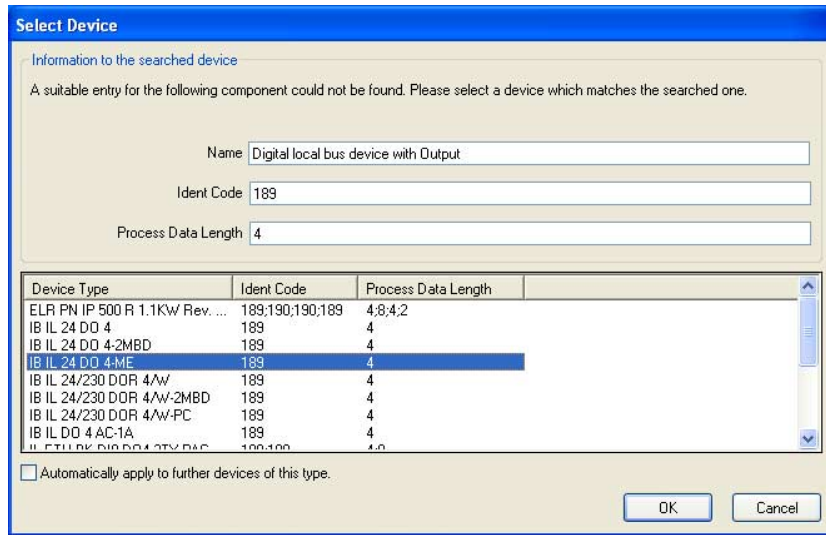 Select Device
Information to the searched device
A suitable entry for the following component could not be found. Please select a device which matches the searched one.
Name Digital local bus device with Output
Ident Code 189
Process Data Length 4
Device Type Ident Code Process Data Length
ELR PN IP 500 R 1.1KW Rev. ... 189;190;190;189 4;8;4;2
IB IL 24 DO 4 189 4
IB IL 24 DO 4-2MBD 189 4
IB IL 24 DO 4-ME 189 4
IB IL 24/230 DOR 4/W 189 4
IB IL 24/230 DOR 4/W-2MBD 189 4
IB IL 24/230 DOR 4/W-PC 189 4
IB IL DO 4 AC-1A 189 4
Automatically apply to further devices of this type.
OK Cancel